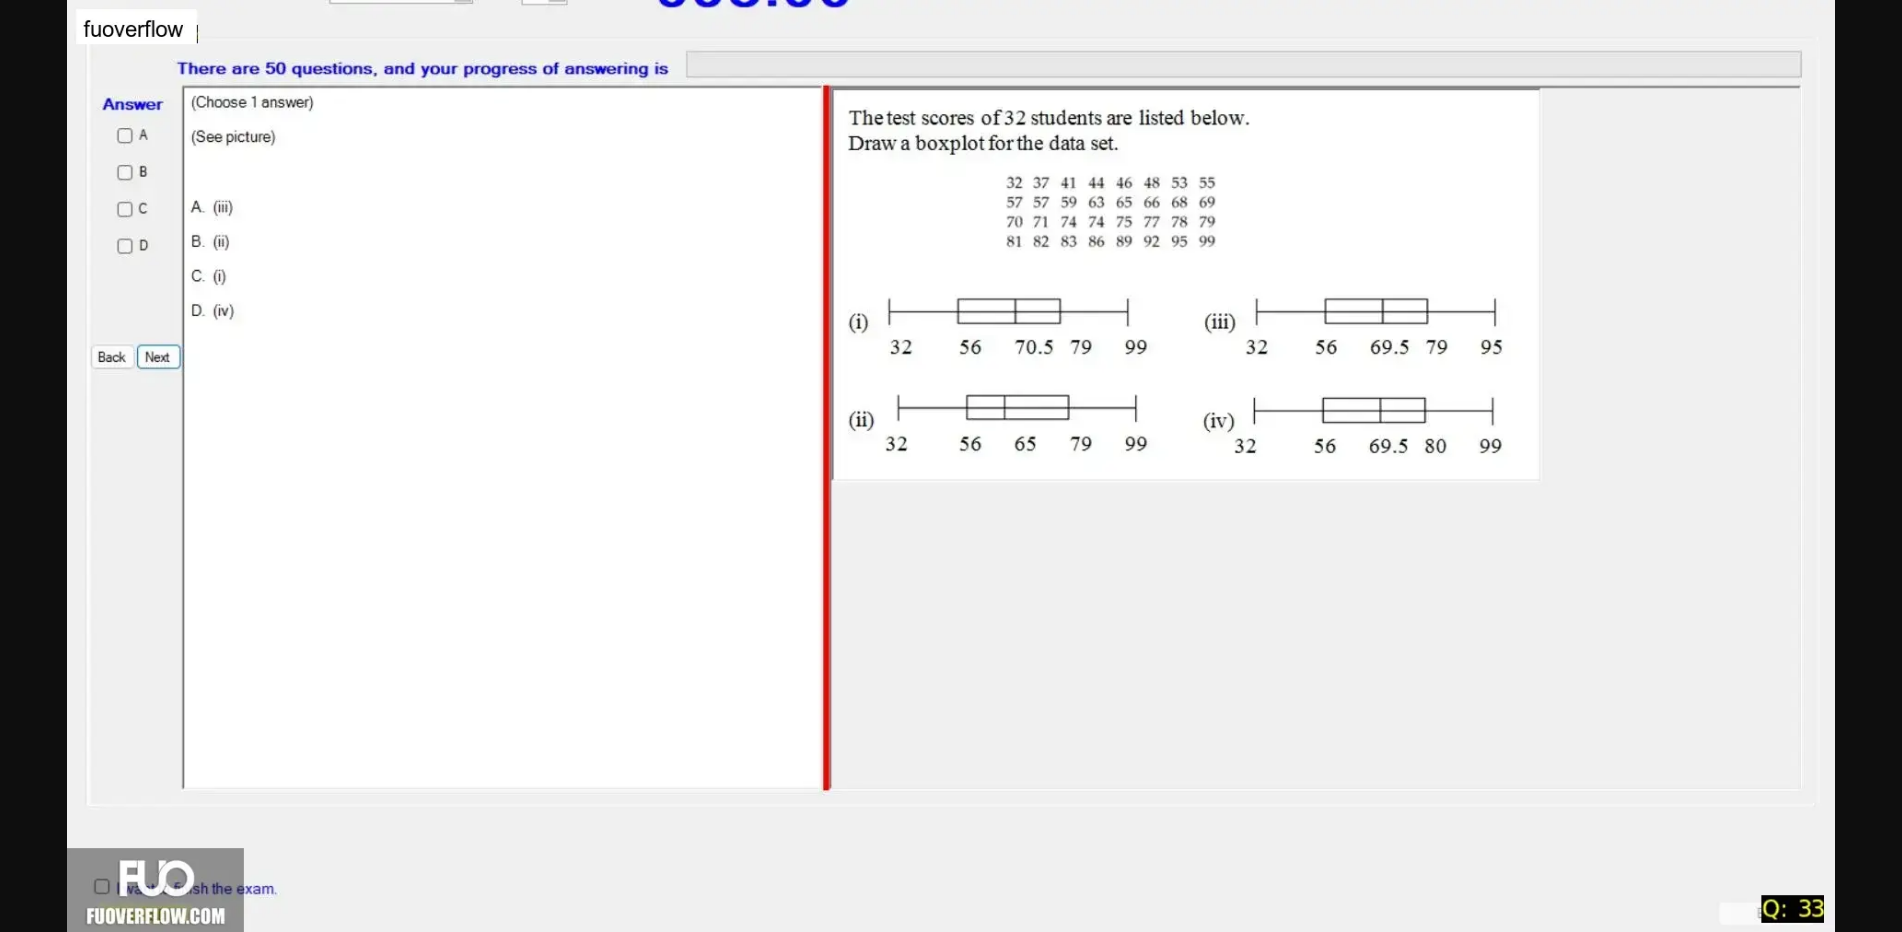 fuoverflow
There are 50 questions, and your progress of answering is
Answer
A
B
C
D
Back Next
(Choose 1 answer)
(See picture)
A. (iii)
B. (ii)
C. (i)
D. (iv)
The test scores of 32 students are listed below.
Draw a boxplot for the data set.
32 37 41 44 46 48 53 55
57 57 59 63 65 66 68 69
70 71 74 74 75 77 78 79
81 82 83 86 89 92 95 99
(i)
32 56 70.5 79 99
(iii)
32 56 69.5 79 95
(ii)
32 56 65 79 99
(iv)
32 56 69.5 80 99
FUO
sh the exam.
FUOVERFLOW.COM
Q: 33